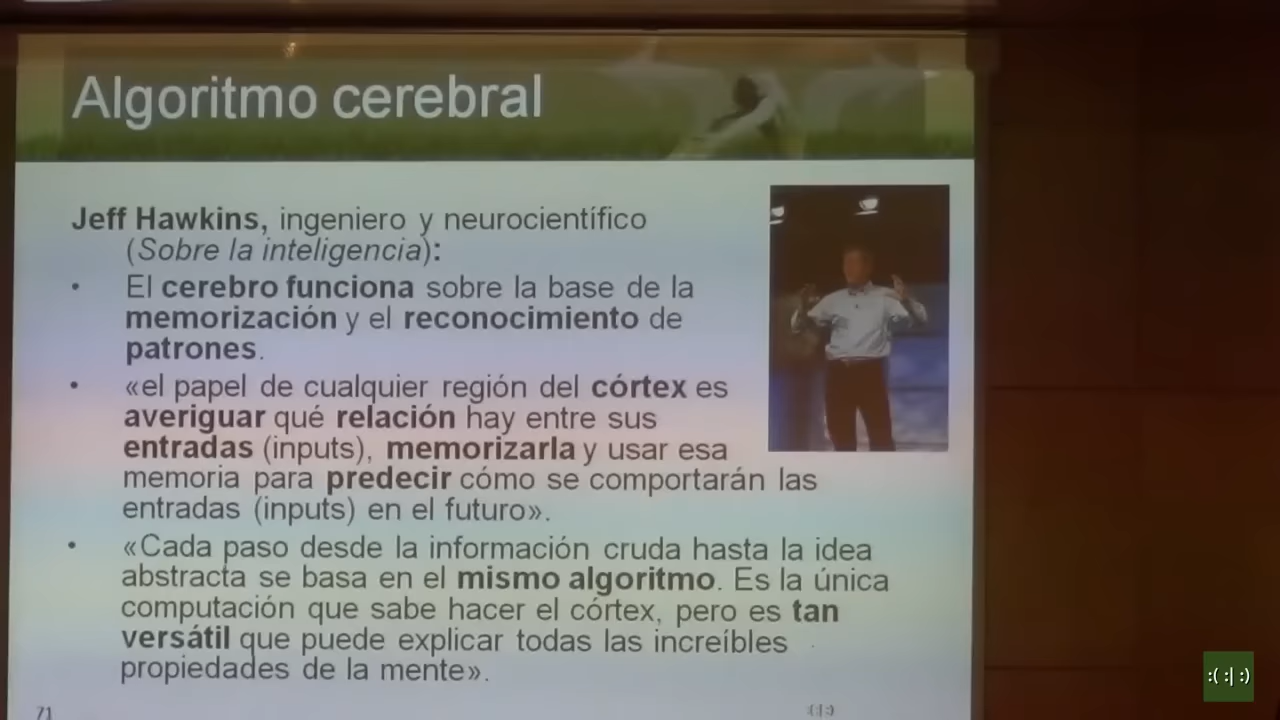 Algoritmo cerebral
Jeff Hawkins, ingeniero y neurocientífico
(Sobre la inteligencia):
• El cerebro funciona sobre la base de la
memorización y el reconocimiento de
patrones.
• «el papel de cualquier región del córtex es
averiguar qué relación hay entre sus
entradas (inputs), memorizarla y usar esa
memoria para predecir cómo se comportarán las
entradas (inputs) en el futuro».
• «Cada paso desde la información cruda hasta la idea
abstracta se basa en el mismo algoritmo. Es la única
computación que sabe hacer el córtex, pero es tan
versátil que puede explicar todas las increíbles
propiedades de la mente».
71
:(:|:)
:( :| :)